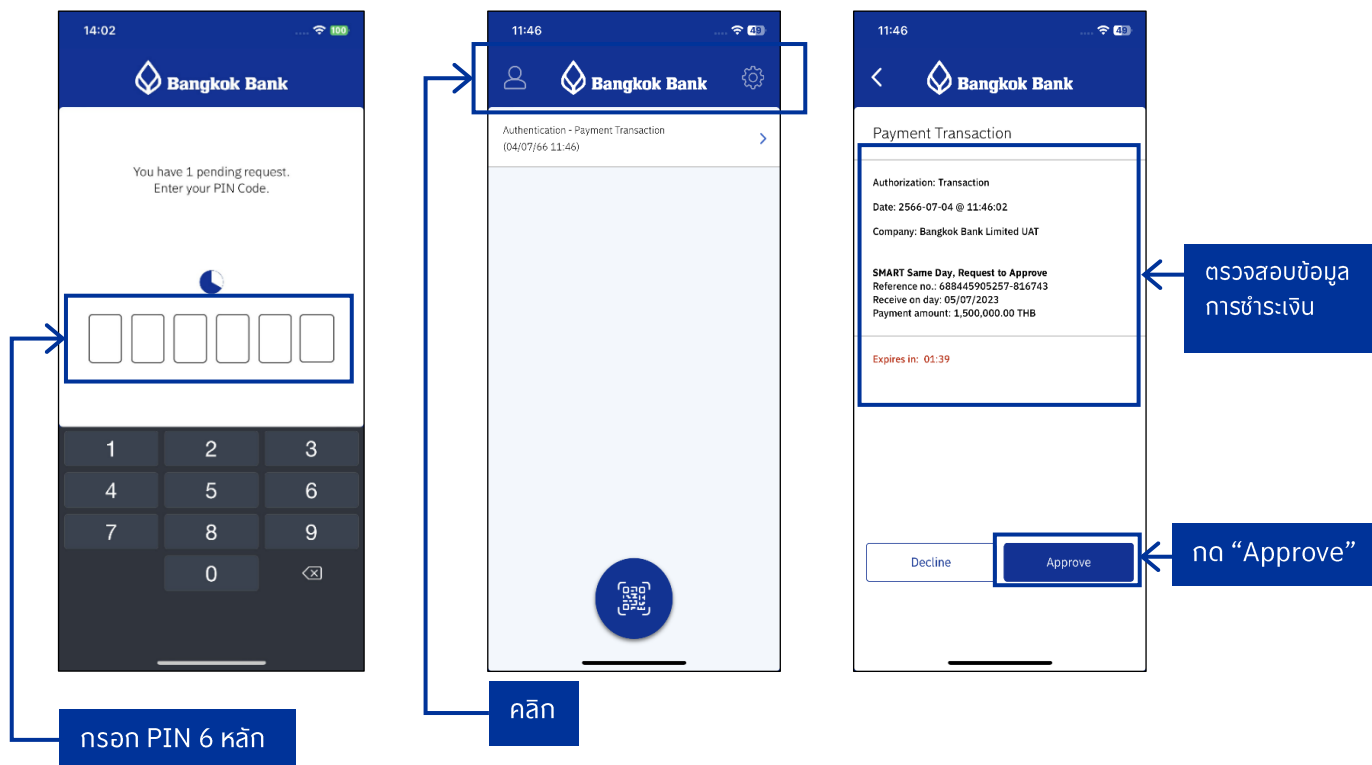 14:02
100
Bangkok Bank
You have 1 pending request.
Enter your PIN Code.
1 2 3
4 5 6
7 8 9
0
กรอก PIN 6 หลัก
11:46
49
Bangkok Bank
Authentication - Payment Transaction
(04/07/66 11:46)
คลิก
11:46
49
Bangkok Bank
Payment Transaction
Authorization: Transaction
Date: 2566-07-04 @ 11:46:02
Company: Bangkok Bank Limited UAT
SMART Same Day, Request to Approve
Reference no.: 688445905257-816743
Receive on day: 05/07/2023
Payment amount: 1,500,000.00 THB
Expires in: 01:39
Decline
Approve
ตรวจสอบข้อมูล
การชำระเงิน
กด “Approve”